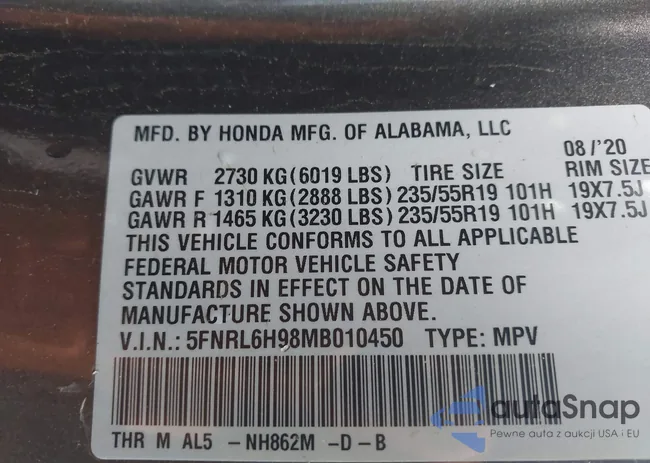 MFD. BY HONDA MFG. OF ALABAMA, LLC
08 /'20
GVWR 2730 KG (6019 LBS) TIRE SIZE RIM SIZE
GAWR F 1310 KG (2888 LBS) 235/55R19 101H 19X7.5J
GAWR R 1465 KG (3230 LBS) 235/55R19 101H 19X7.5J
THIS VEHICLE CONFORMS TO ALL APPLICABLE
FEDERAL MOTOR VEHICLE SAFETY
STANDARDS IN EFFECT ON THE DATE OF
MANUFACTURE SHOWN ABOVE.
V.I.N.: 5FNRL6H98MB010450 TYPE: MPV
THR M AL5 -NH862M -D -B
autoSnap
Pewne auta z aukcji USA i EU